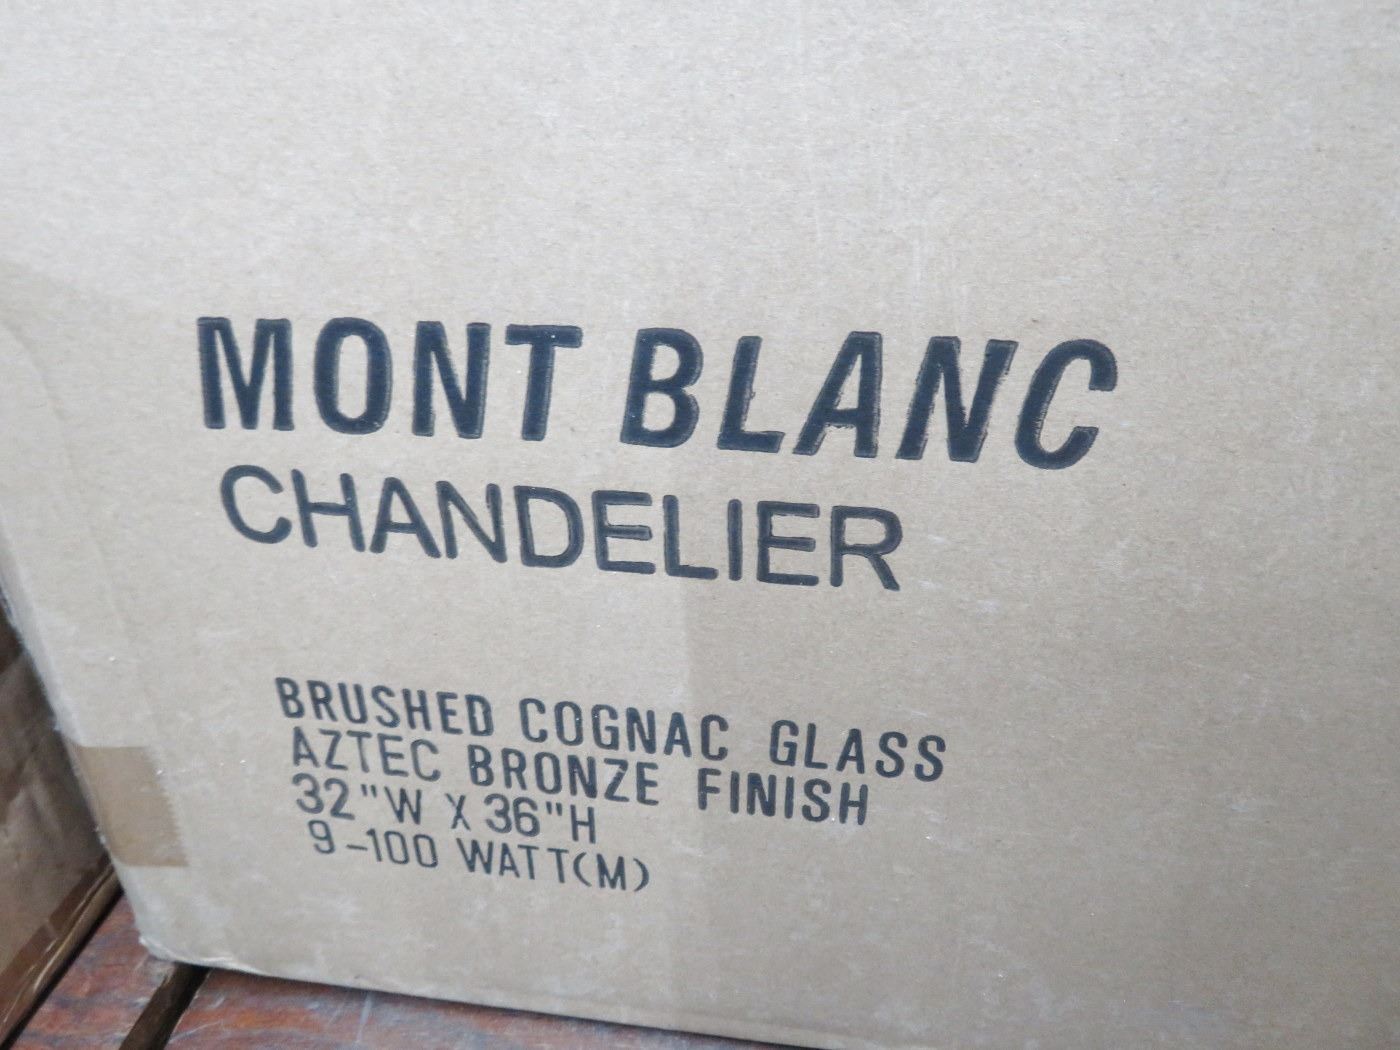 MONT BLANC
CHANDELIER
BRUSHED COGNAC GLASS
AZTEC BRONZE FINISH
32"W X 36"H
9-100 WATT(M)